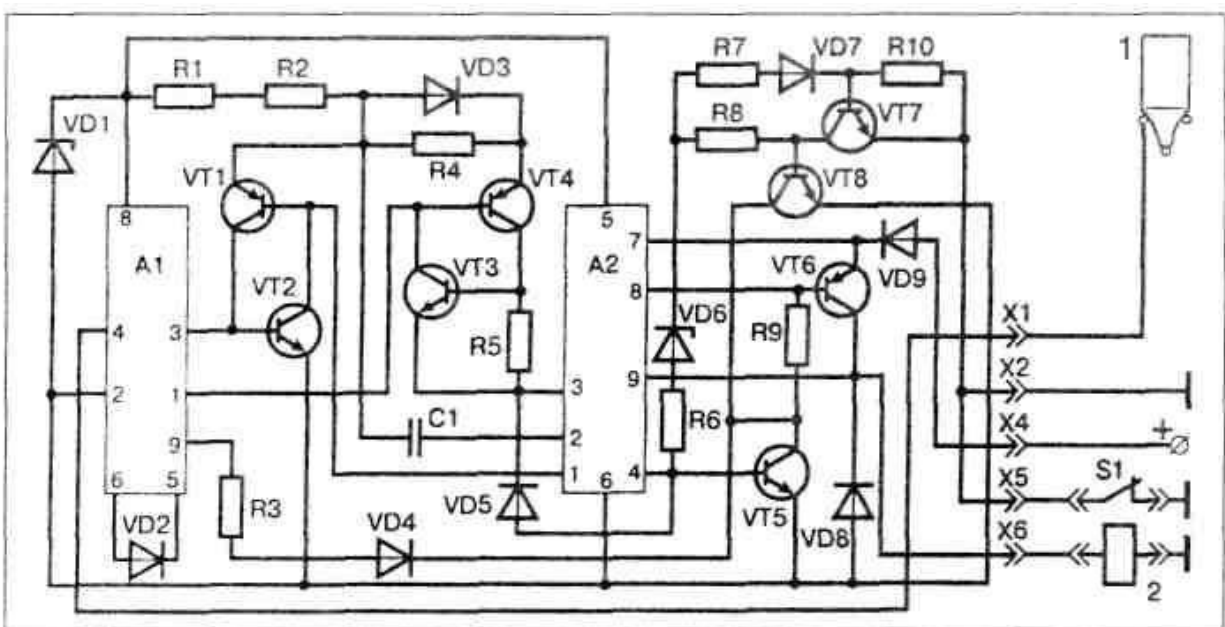 R1 R2 VD3 R7 VD7 R10 1
VD1 R8 VT7
VT1 R4 VT4 VT8
8 5
A1 A2 7
VT3 VT6 VD9
VT2 8
VD6 X1
4 3 R5 R9
X2
2 1 3 9
C1 R6 X4 +
9 2
1 4 X5 S1
6 5 R3 VD5 6 VT5
VD2 VD4 VD8 X6
2